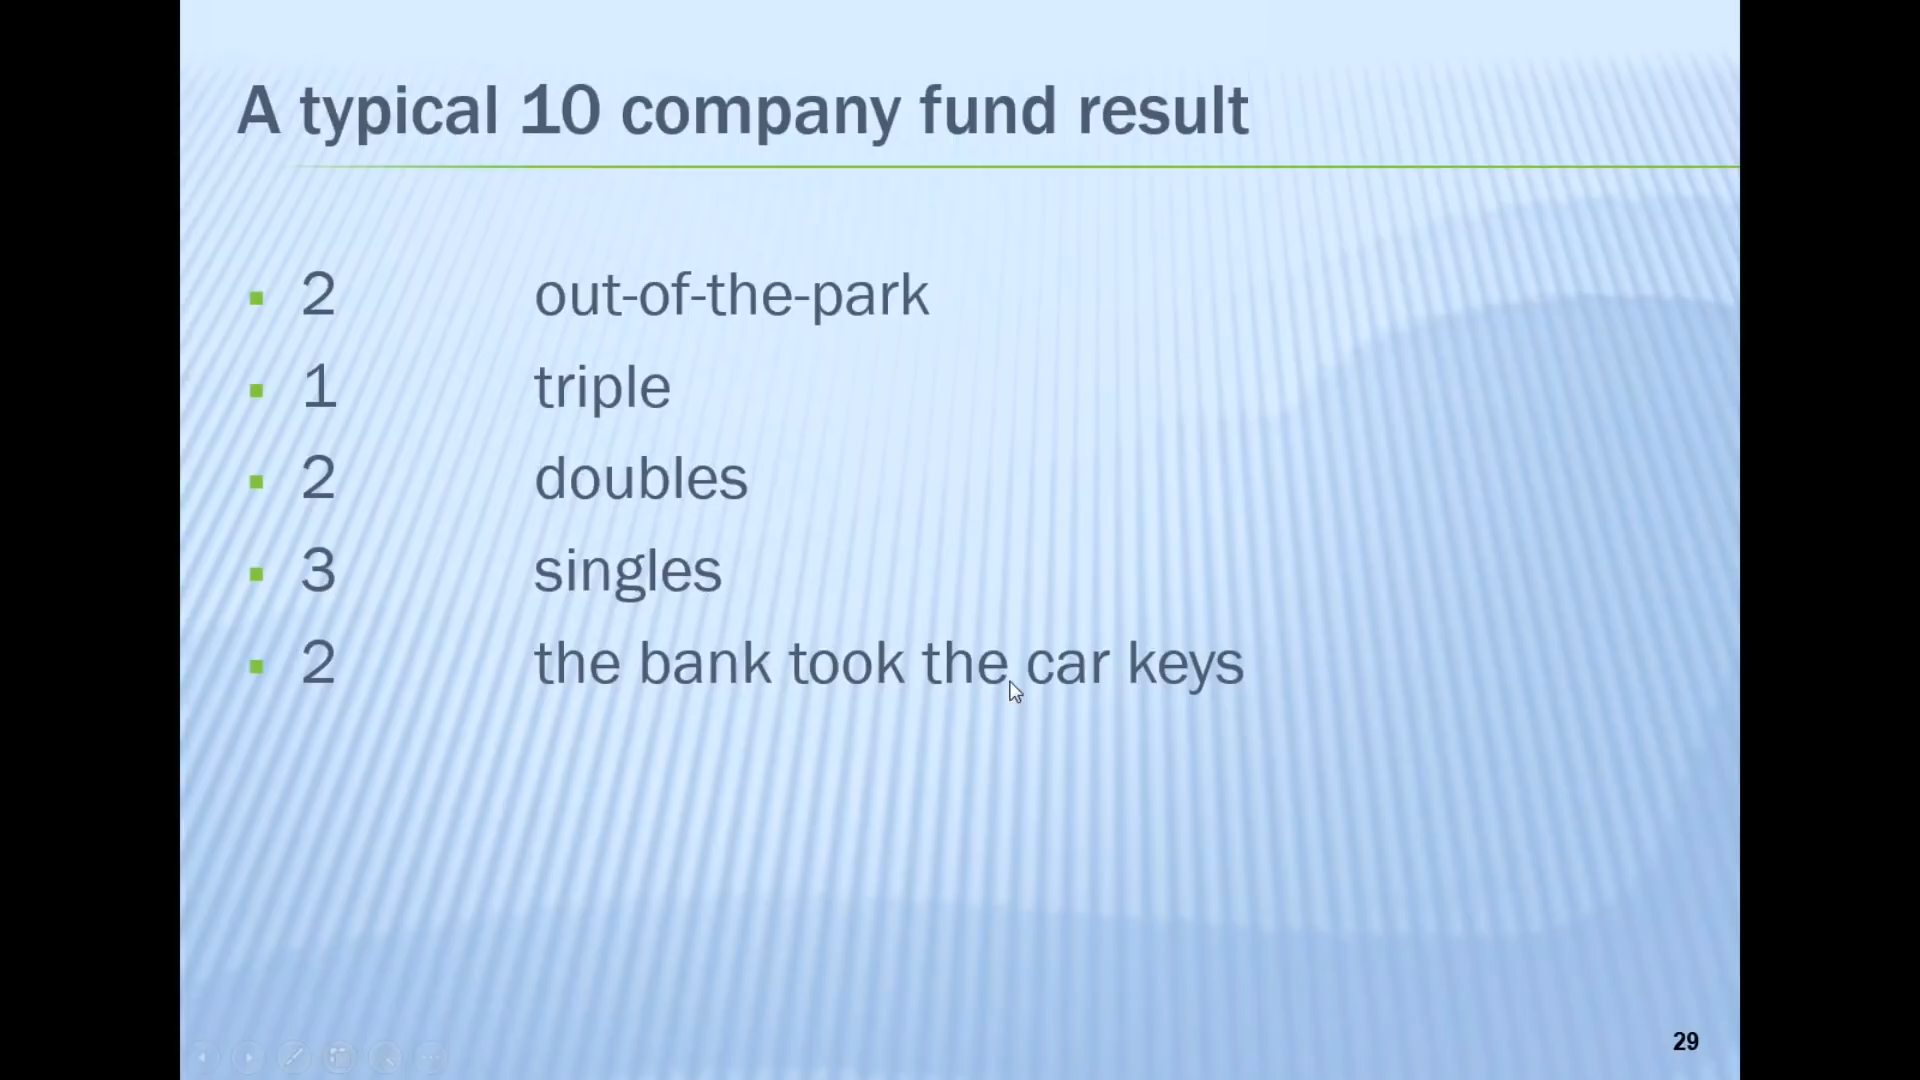 A typical 10 company fund result
2 out-of-the-park
1 triple
2 doubles
3 singles
2 the bank took the car keys
29